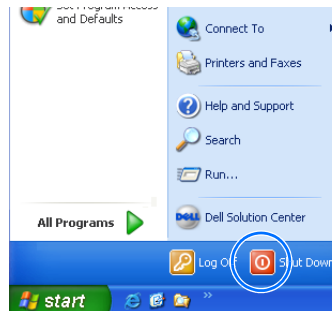 and Defaults
Connect To
Printers and Faxes
Help and Support
Search
Run...
All Programs
DELL
Dell Solution Center
Log Off
Shut Down
start